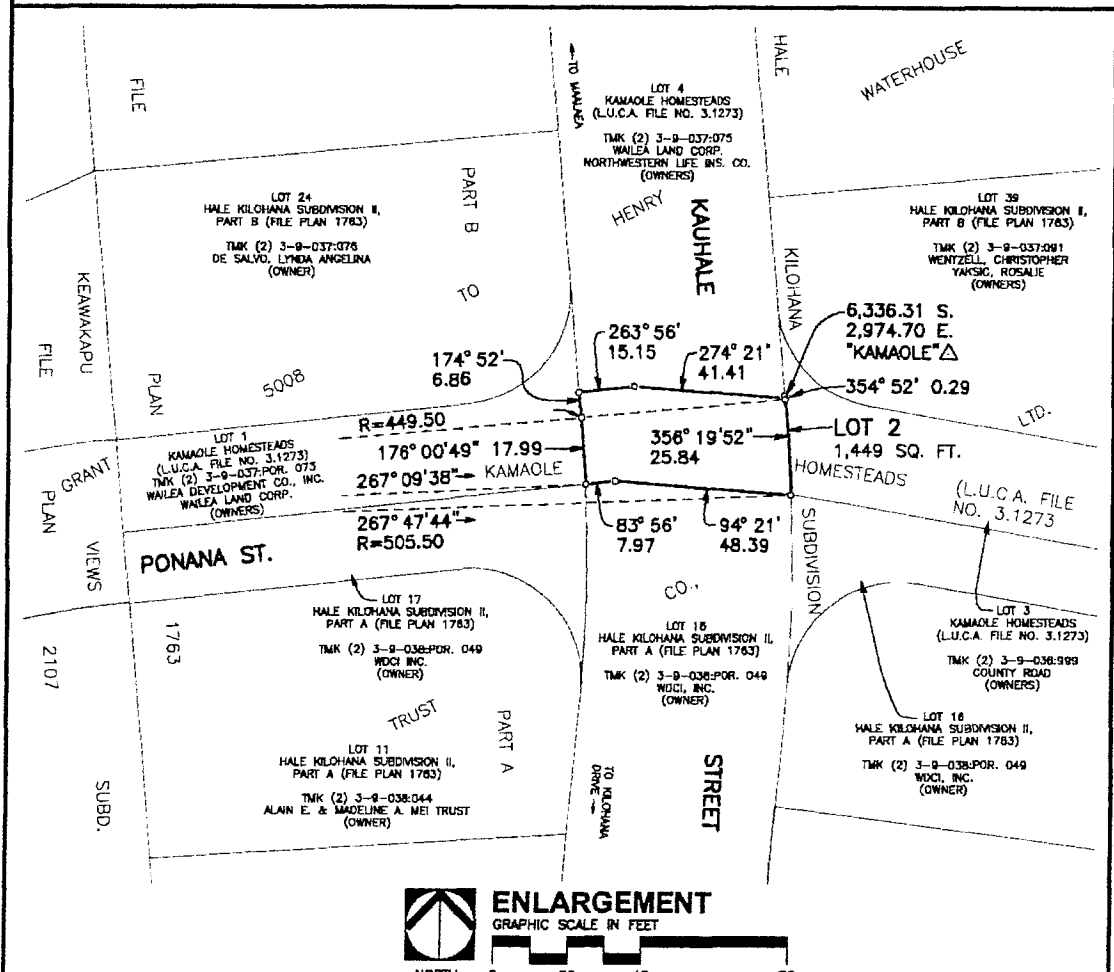 FILE
←TO MAALAEA
HALE
WATERHOUSE
LOT 4
KAMAOLE HOMESTEADS
(L.U.C.A. FILE NO. 3.1273)
TMK (2) 3-9-037:075
WAILEA LAND CORP.
NORTHWESTERN LIFE INS. CO.
(OWNERS)
PART B
TO
LOT 24
HALE KILOHANA SUBDIVISION II,
PART B (FILE PLAN 1763)
TMK (2) 3-9-037:076
DE SALVO, LYNDA ANGELINA
(OWNER)
HENRY
KAUHALE
KILOHANA
LOT 39
HALE KILOHANA SUBDIVISION II,
PART B (FILE PLAN 1763)
TMK (2) 3-9-037:091
WENTZELL, CHRISTOPHER
YAKSIC, ROSALIE
(OWNERS)
KEAWAKAPU
FILE
PLAN
5008
6,336.31 S.
2,974.70 E.
"KAMAOLE"△
263° 56'
15.15
274° 21'
41.41
174° 52'
6.86
354° 52' 0.29
LTD.
R=449.50
LOT 2
1,449 SQ. FT.
176° 00'49" 17.99
356° 19'52"
25.84
GRANT
LOT 1
KAMAOLE HOMESTEADS
(L.U.C.A. FILE NO. 3.1273)
TMK (2) 3-9-037:POR. 073
WAILEA DEVELOPMENT CO., INC.
WAILEA LAND CORP.
(OWNERS)
267° 09'38"→
KAMAOLE
HOMESTEADS
(L.U.C.A. FILE
NO. 3.1273
PLAN
VIEWS
PONANA ST.
267° 47'44"→
R=505.50
83° 56'
7.97
94° 21'
48.39
SUBDIVISION
CO.,
1763
2107
LOT 17
HALE KILOHANA SUBDIVISION II,
PART A (FILE PLAN 1763)
TMK (2) 3-9-038:POR. 049
WDCI INC.
(OWNER)
LOT 15
HALE KILOHANA SUBDIVISION II,
PART A (FILE PLAN 1763)
TMK (2) 3-9-038:POR. 049
WDCI, INC.
(OWNER)
LOT 3
KAMAOLE HOMESTEADS
(L.U.C.A. FILE NO. 3.1273)
TMK (2) 3-9-038:999
COUNTY ROAD
(OWNERS)
TRUST
PART A
LOT 16
HALE KILOHANA SUBDIVISION II,
PART A (FILE PLAN 1763)
TMK (2) 3-9-038:POR. 049
WDCI, INC.
(OWNER)
LOT 11
HALE KILOHANA SUBDIVISION II,
PART A (FILE PLAN 1763)
TMK (2) 3-9-038:044
ALAIN E. & MADELINE A. MEI TRUST
(OWNER)
SUBD.
TO KILOHANA
DRIVE →
STREET
ENLARGEMENT
GRAPHIC SCALE IN FEET
NORTH